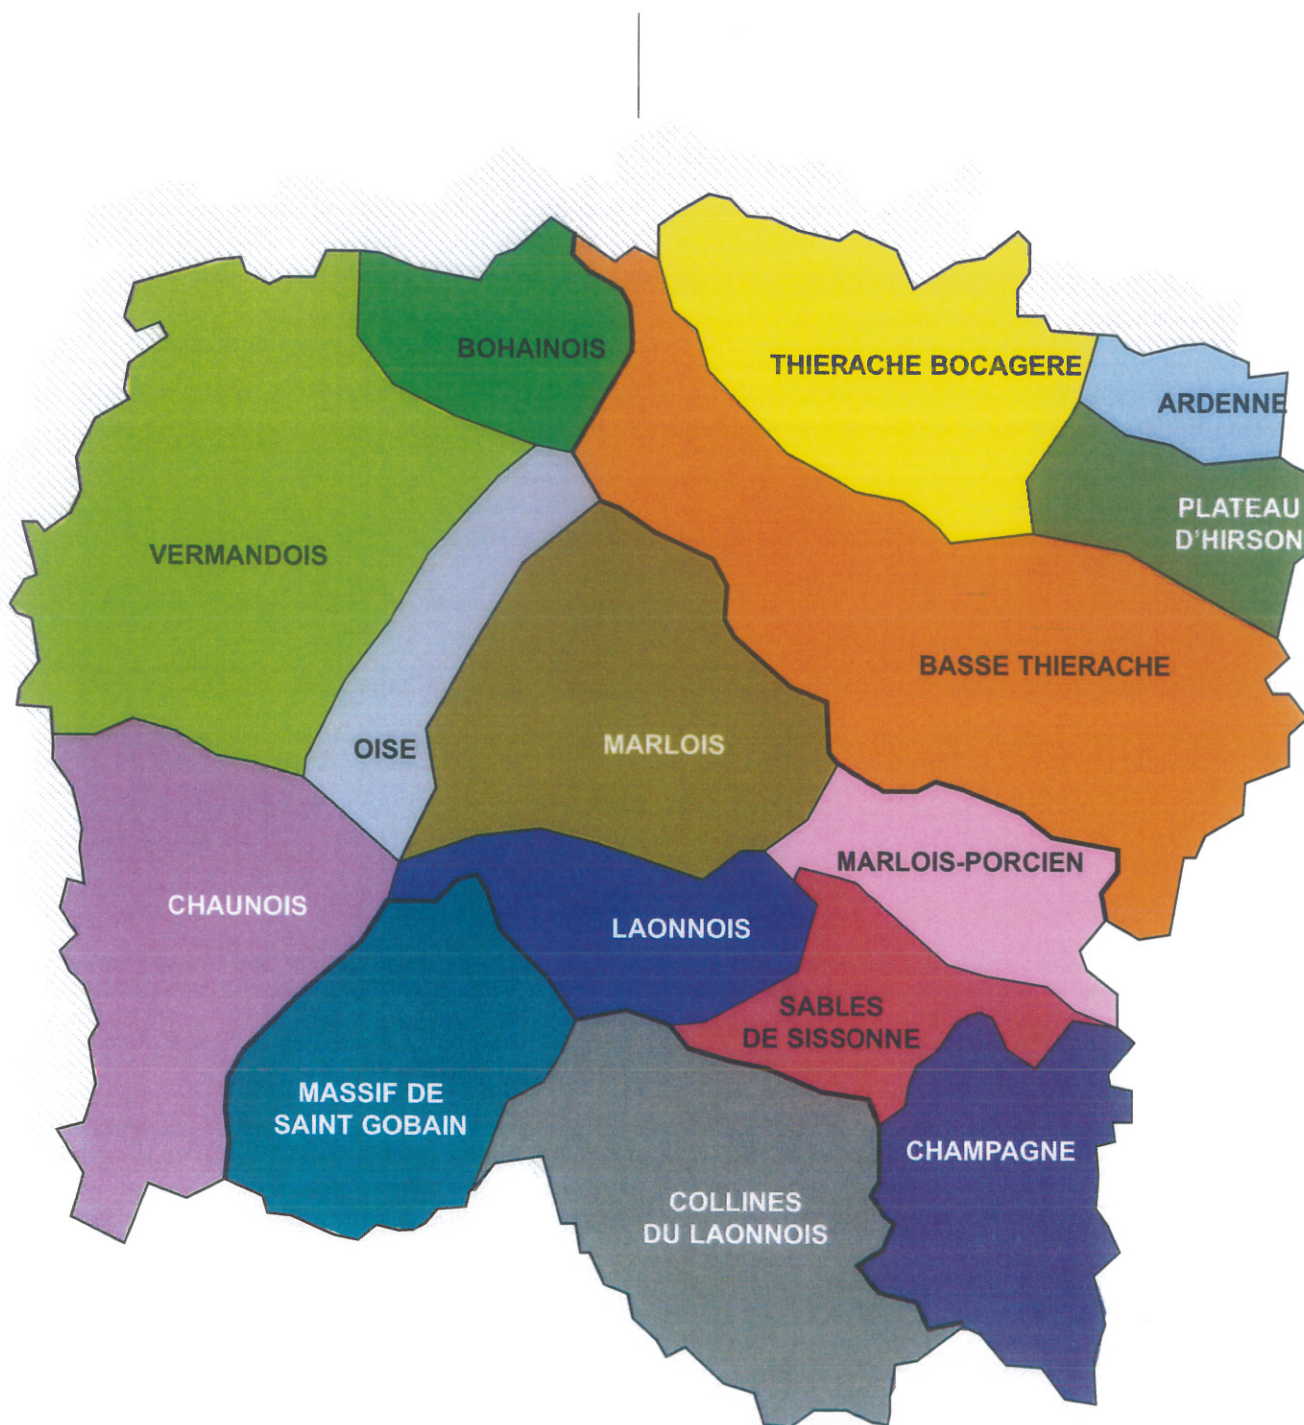 BOHAINOIS
THIERACHE BOCAGERE
ARDENNE
PLATEAU
D'HIRSON
VERMANDOIS
BASSE THIERACHE
OISE
MARLOIS
MARLOIS-PORCIEN
CHAUNOIS
LAONNOIS
SABLES
DE SISSONNE
MASSIF DE
SAINT GOBAIN
CHAMPAGNE
COLLINES
DU LAONNOIS